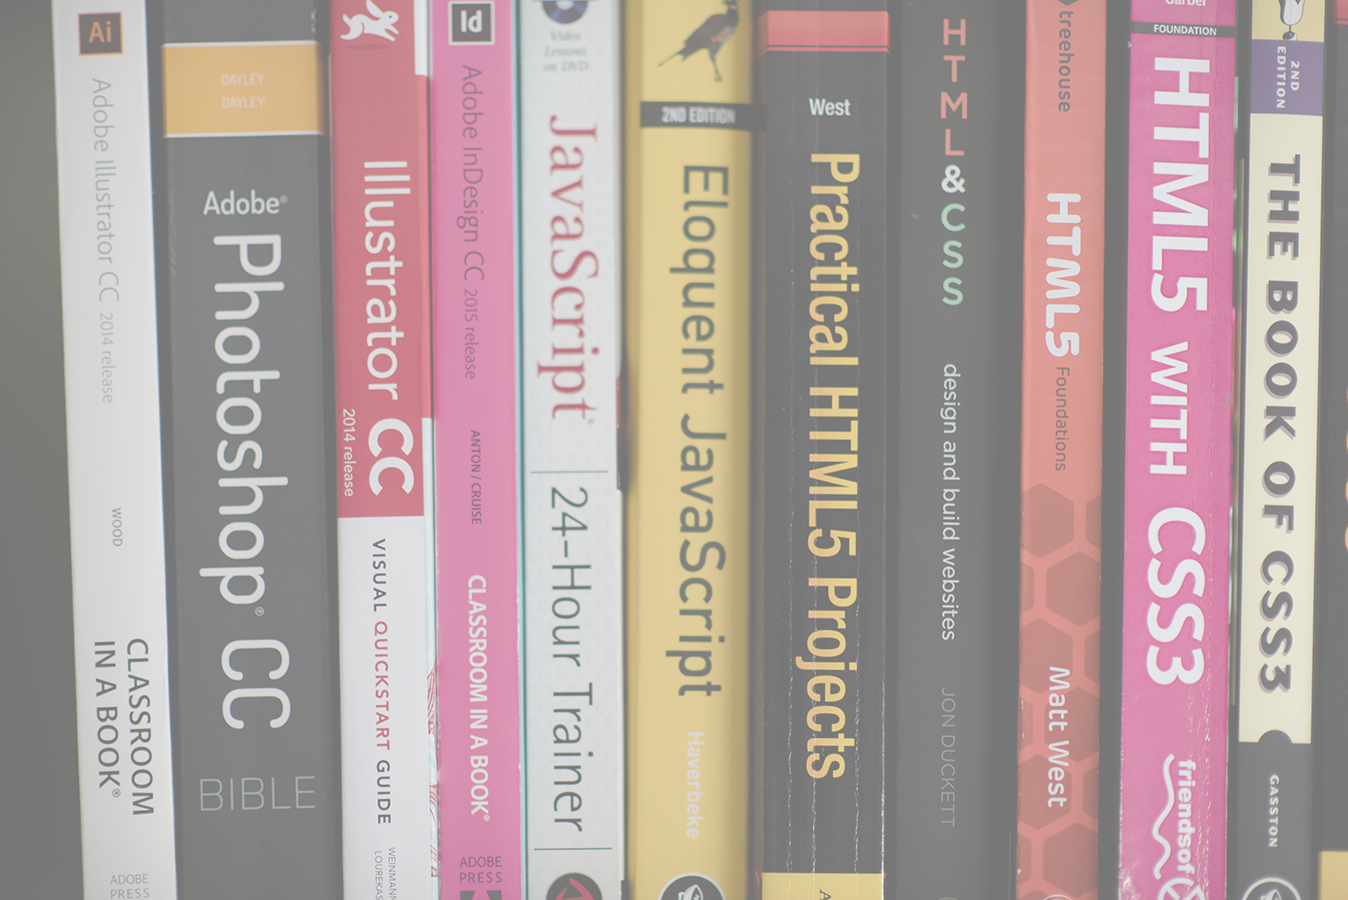 Ai
Adobe Illustrator CC 2014 release
WOOD
CLASSROOM
IN A BOOK®
ADOBE
PRESS
DAYLEY
DAYLEY
Adobe®
Photoshop® CC
BIBLE
Illustrator CC
2014 release
VISUAL QUICKSTART GUIDE
WEINMANN
LOUREKAS
Id
Adobe InDesign CC 2015 release
ANTON / CRUISE
CLASSROOM IN A BOOK®
ADOBE
PRESS
Video
Lessons
on DVD
JavaScript®
24-Hour Trainer
2ND EDITION
Eloquent JavaScript
Haverbeke
West
Practical HTML5 Projects
A
HTML & CSS
design and build websites
JON DUCKETT
treehouse
HTML5 Foundations
Matt West
Garber
FOUNDATION
HTML5 WITH CSS3
friendsof
2ND
EDITION
THE BOOK OF CSS3
GASSTON